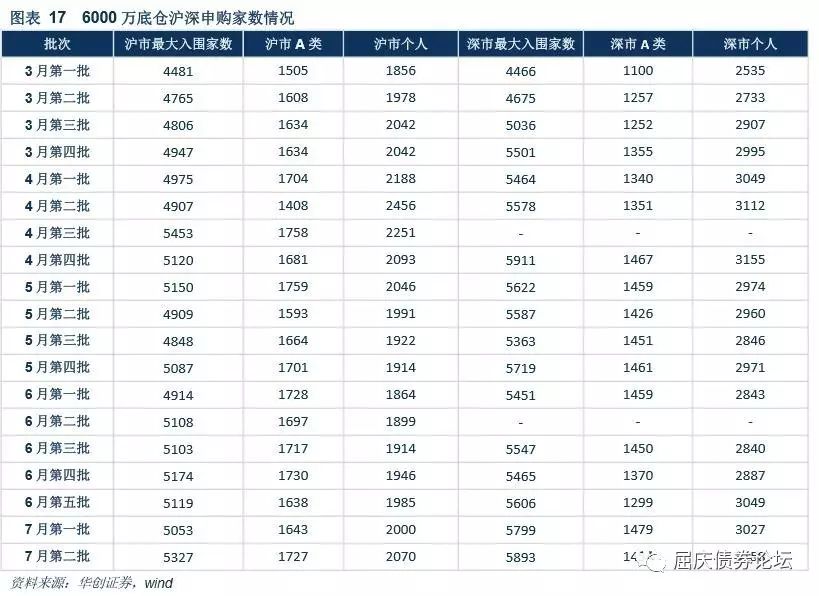 图表 17 6000 万底仓沪深申购家数情况
批次 沪市最大入围家数 沪市 A 类 沪市个人 深市最大入围家数 深市 A 类 深市个人
3 月第一批 4481 1505 1856 4466 1100 2535
3 月第二批 4765 1608 1978 4675 1257 2733
3 月第三批 4806 1634 2042 5036 1252 2907
3 月第四批 4947 1634 2042 5501 1355 2995
4 月第一批 4975 1704 2188 5464 1340 3049
4 月第二批 4907 1408 2456 5578 1351 3112
4 月第三批 5453 1758 2251 - - -
4 月第四批 5120 1681 2093 5911 1467 3155
5 月第一批 5150 1759 2046 5622 1459 2974
5 月第二批 4909 1593 1991 5587 1426 2960
5 月第三批 4848 1664 1922 5363 1451 2846
5 月第四批 5087 1701 1914 5719 1461 2971
6 月第一批 4914 1728 1864 5451 1459 2843
6 月第二批 5108 1697 1899 - - -
6 月第三批 5103 1717 1914 5547 1450 2840
6 月第四批 5174 1730 1946 5465 1370 2887
6 月第五批 5119 1638 1985 5606 1299 3049
7 月第一批 5053 1643 2000 5799 1479 3027
7 月第二批 5327 1727 2070 5893
屈庆债券论坛
资料来源：华创证券，wind